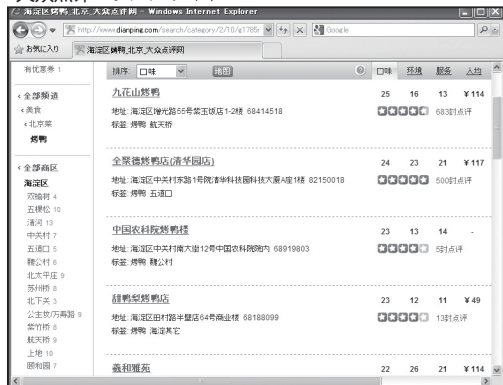 海淀区烤鸭,北京,大众点评网 - Windows Internet Explorer
http://www.dianping.com/search/category/2/10/g1785r
Google
お気に入り
海淀区烤鸭,北京,大众点评网
有优惠券 1
全部频道
美食
北京菜
烤鸭
全部商区
海淀区
双榆树 4
五棵松 10
清河 13
中关村 7
五道口 5
魏公村 6
北太平庄 9
苏州桥 8
北下关 3
公主坟/万寿路 9
紫竹桥 8
航天桥 9
上地 10
颐和园 7
排序: 口味 地图 口味 环境 服务 人均
九花山烤鸭 25 16 13 ¥114
地址: 海淀区增光路55号紫玉饭店1-2楼 68414518 683封点评
标签: 烤鸭 航天桥
全聚德烤鸭店(清华园店) 24 23 21 ¥117
地址: 海淀区中关村东路1号院清华科技园科技大厦A座1楼 82150018 500封点评
标签: 烤鸭 五道口
中国农科院烤鸭楼 23 13 14 -
地址: 海淀区中关村南大街12号中国农科院院内 68919803 5封点评
标签: 烤鸭 魏公村
甜鸭梨烤鸭店 23 12 11 ¥49
地址: 海淀区田村路半壁店64号商业楼 68188099 13封点评
标签: 烤鸭 海淀其它
羲和雅苑 22 26 21 ¥114